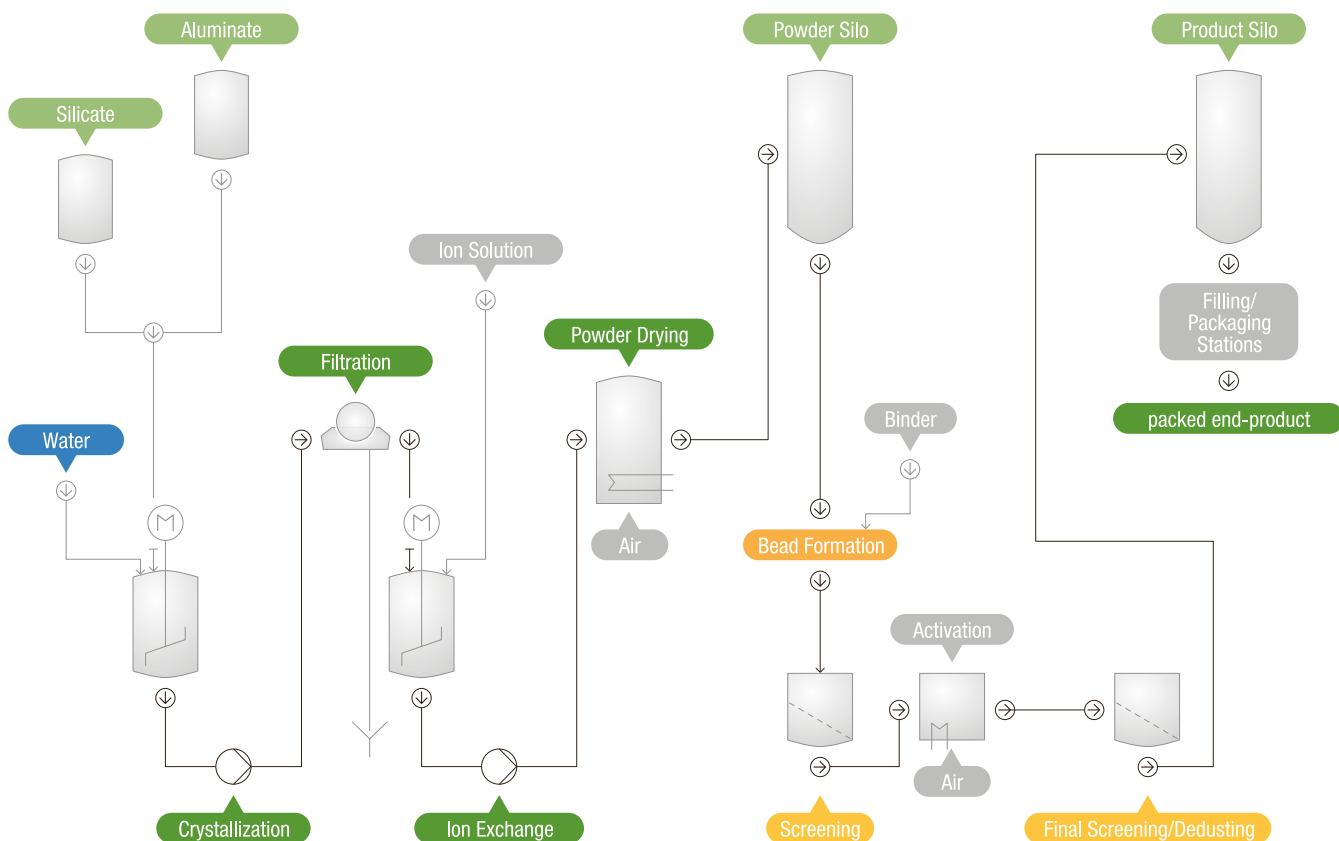 Aluminate
Powder Silo
Product Silo
Silicate
Ion Solution
Filling/
Packaging
Stations
Powder Drying
Filtration
packed end-product
Water
Binder
M
M
Bead Formation
Air
Activation
Air
Crystallization
Ion Exchange
Screening
Final Screening/Dedusting